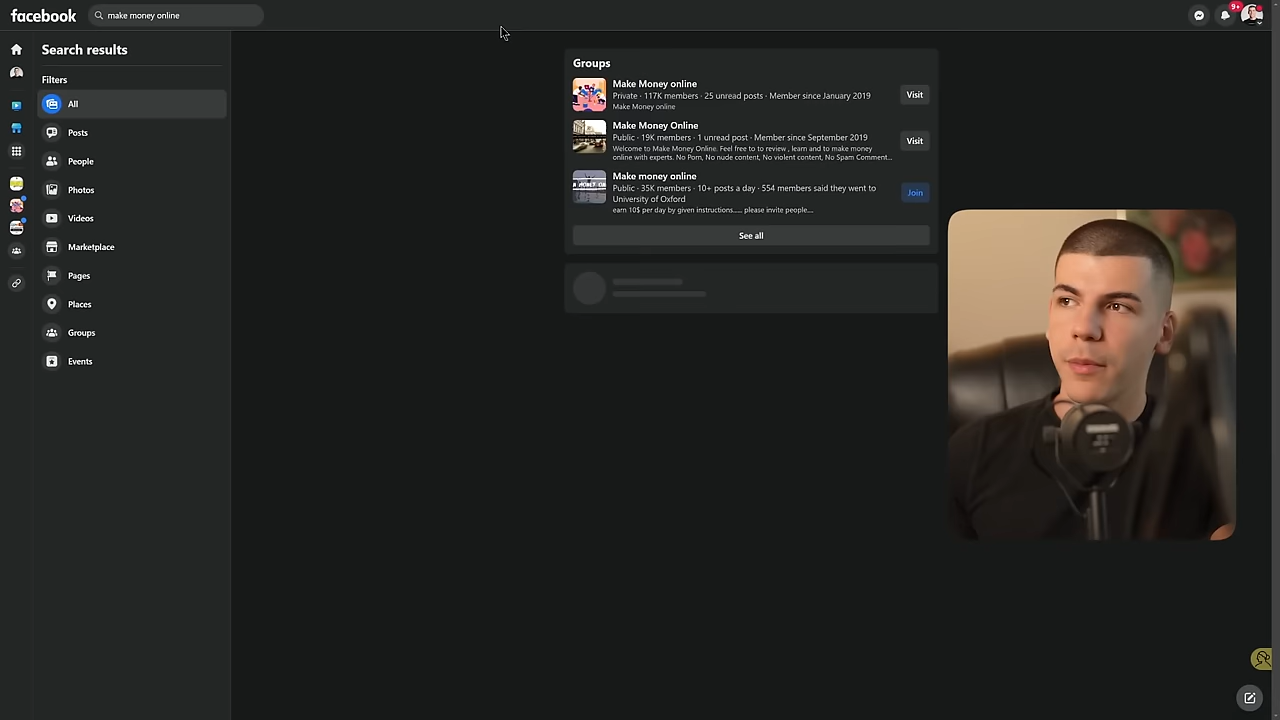 facebook
make money online
9+
Search results
Filters
All
Posts
People
Photos
Videos
Marketplace
Pages
Places
Groups
Events
Groups
Make Money online
Private · 117K members · 25 unread posts · Member since January 2019
Make Money online
Visit
Make Money Online
Public · 19K members · 1 unread post · Member since September 2019
Welcome to Make Money Online. Feel free to to review , learn and to make money
online with experts. No Porn, No nude content, No violent content, No Spam Comment...
Visit
Make money online
Public · 35K members · 10+ posts a day · 554 members said they went to
University of Oxford
earn 10$ per day by given instructions..... please invite people....
Join
See all